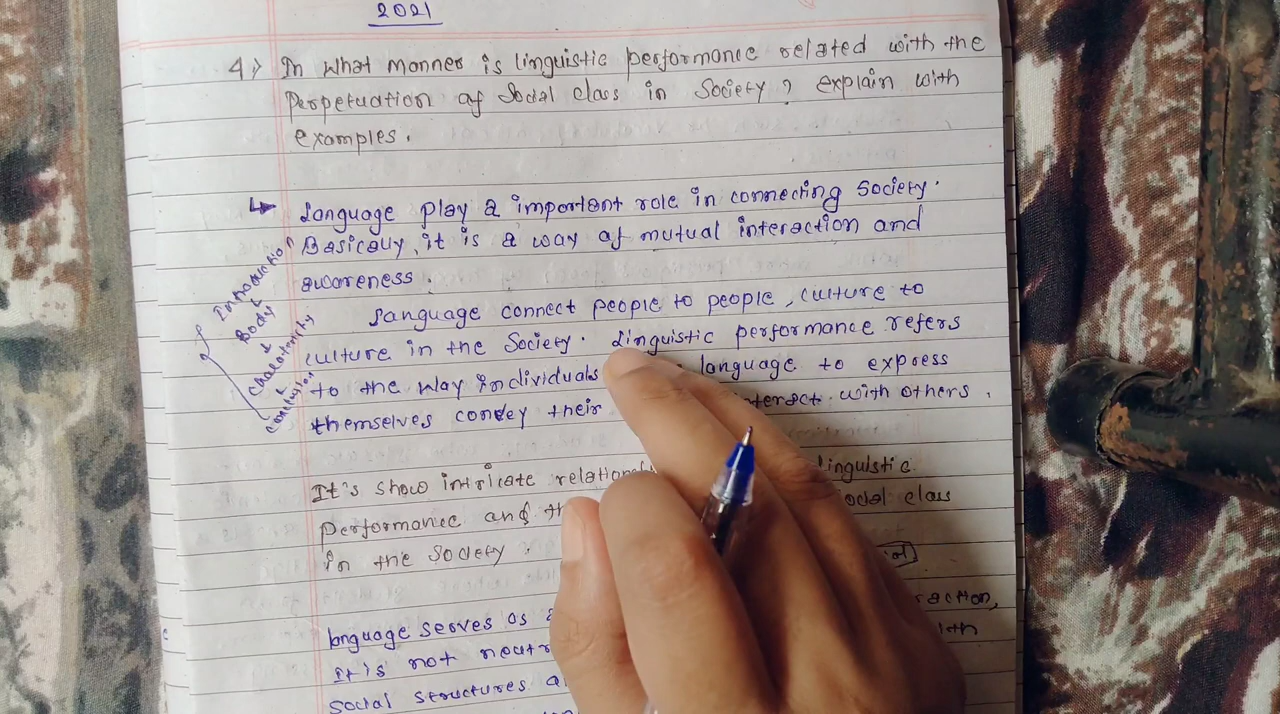 2021
4) In what manner is linguistic performance related with the
perpetuation of Social class in Society? explain with
examples.
↳ Language play a important role in connecting Society.
Basically, it is a way of mutual interaction and
awareness.
Language connect people to people, culture to
culture in the Society. Linguistic performance refers
to the way individuals language to express
themselves convey their interact with others.
Introduction
↓
Body
↓
↓
Conclusion
It's show intricate linguistic
performance and social class
in the Society.
language serves as
It's not
social structures